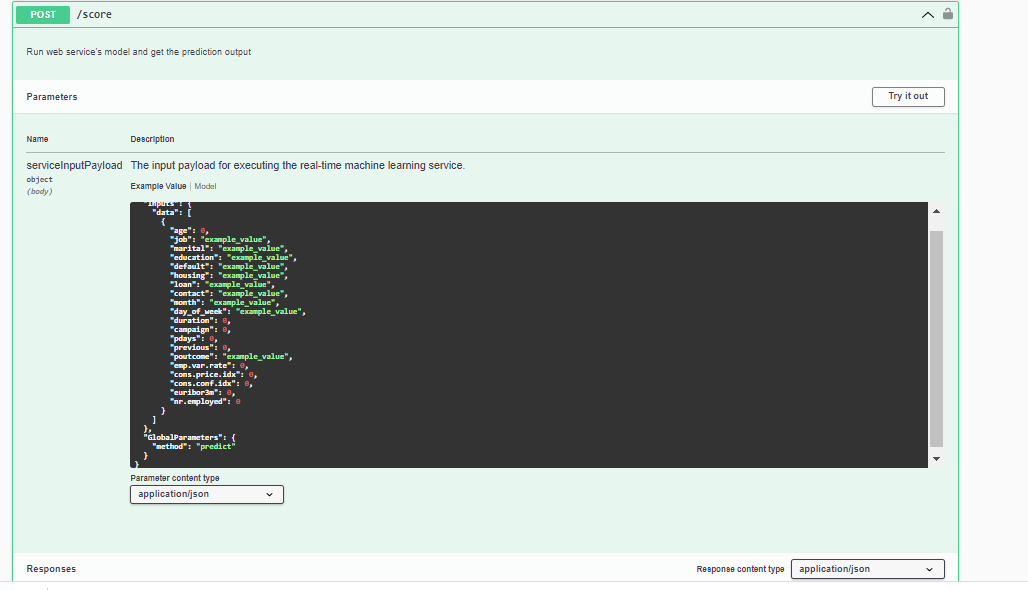 POST /score
Run web service's model and get the prediction output
Parameters
Try it out
Name Description
serviceInputPayload The input payload for executing the real-time machine learning service.
object
(body)
Example Value | Model
"inputs": {
"data": [
{
"age": 0,
"job": "example_value",
"marital": "example_value",
"education": "example_value",
"default": "example_value",
"housing": "example_value",
"loan": "example_value",
"contact": "example_value",
"month": "example_value",
"day_of_week": "example_value",
"duration": 0,
"campaign": 0,
"pdays": 0,
"previous": 0,
"poutcome": "example_value",
"emp.var.rate": 0,
"cons.price.idx": 0,
"cons.conf.idx": 0,
"euribor3m": 0,
"nr.employed": 0
}
]
},
"GlobalParameters": {
"method": "predict"
}
}
Parameter content type
application/json
Responses
Response content type application/json